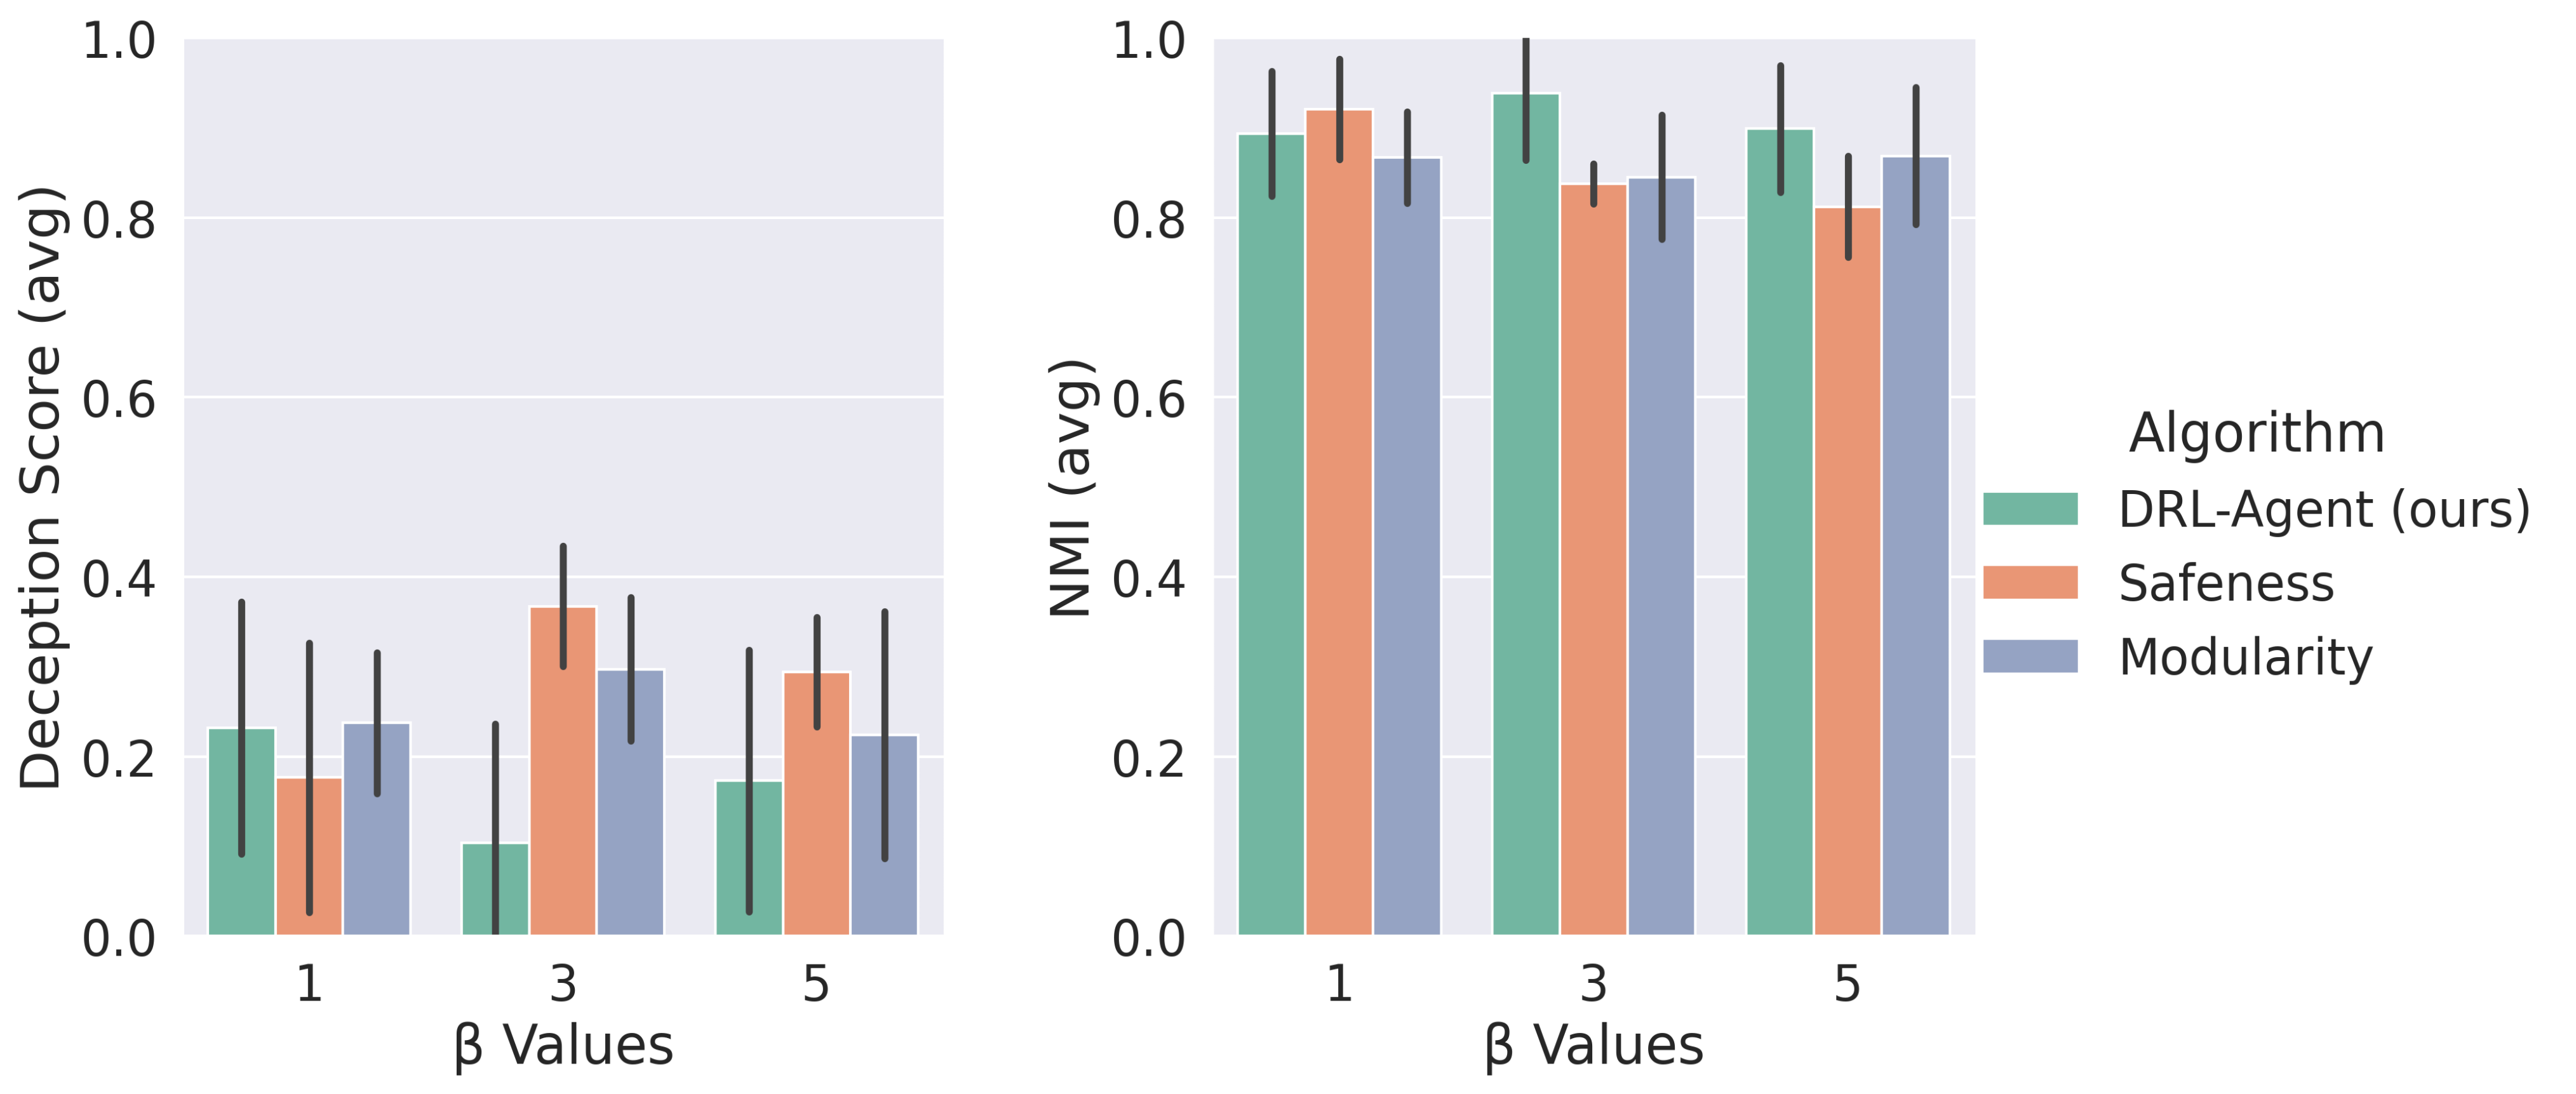 Deception Score (avg)
1.0
0.8
0.6
0.4
0.2
0.0
1 3 5
β Values
NMI (avg)
1.0
0.8
0.6
0.4
0.2
0.0
1 3 5
β Values
Algorithm
DRL-Agent (ours)
Safeness
Modularity